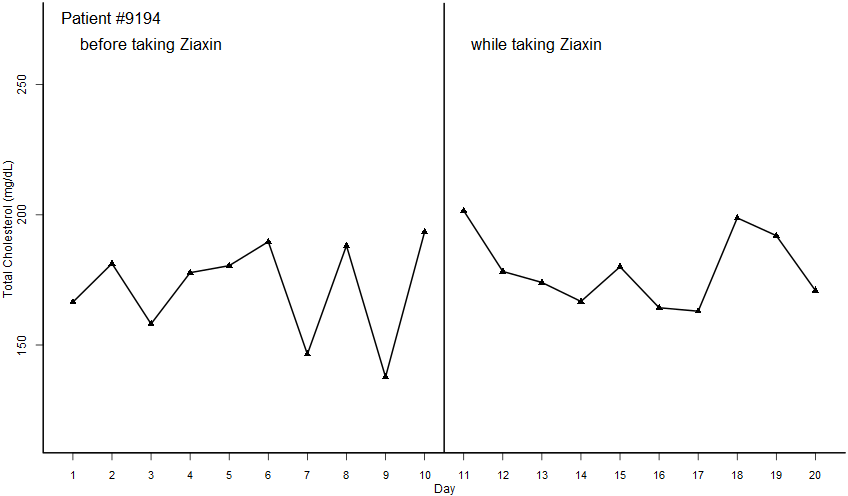 Patient #9194
before taking Ziaxin
while taking Ziaxin
Total Cholesterol (mg/dL)
250
200
150
1 2 3 4 5 6 7 8 9 10 11 12 13 14 15 16 17 18 19 20
Day